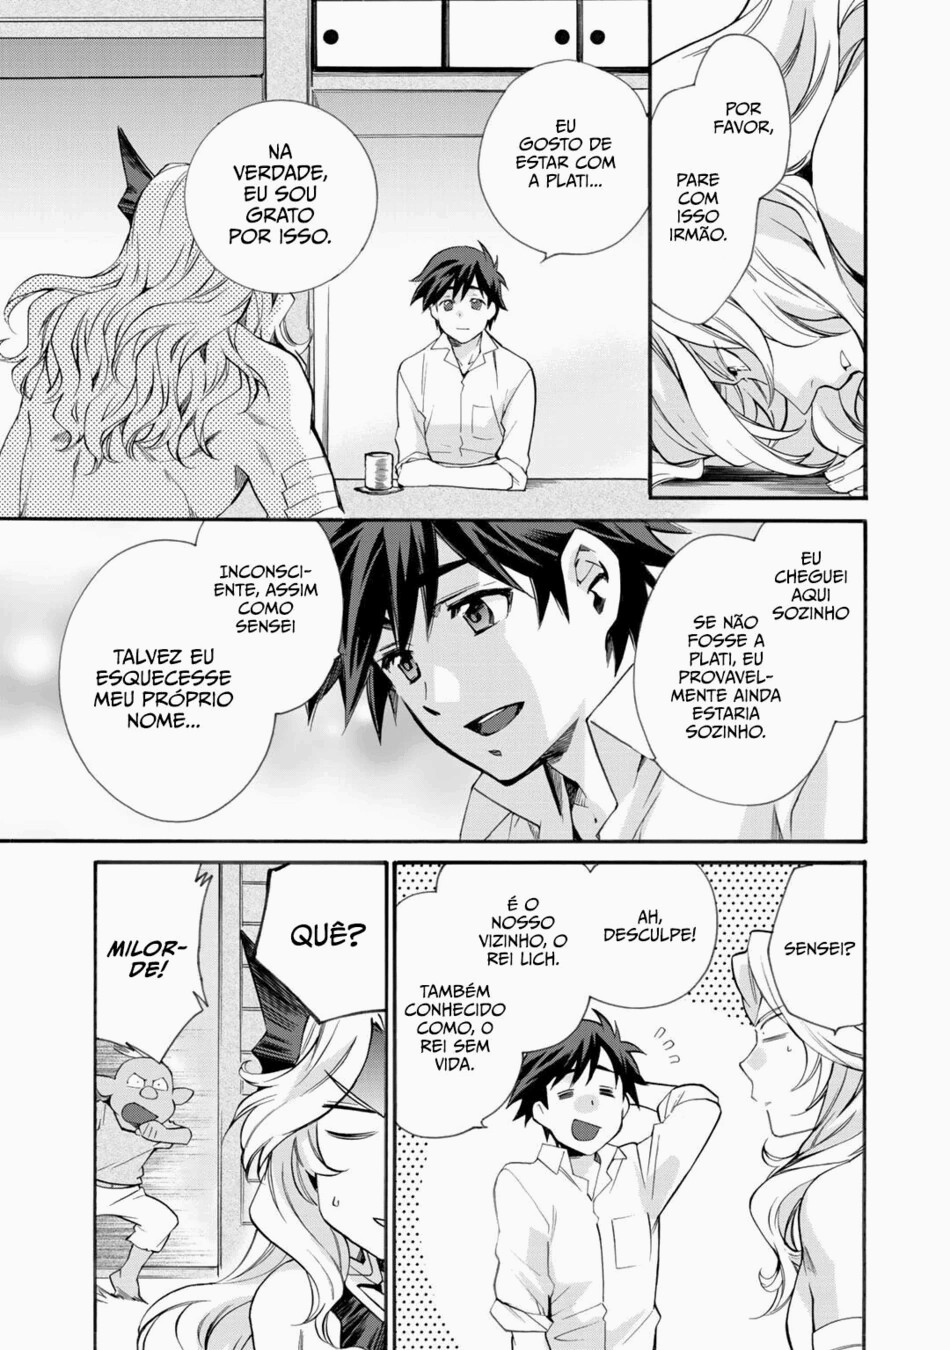 POR
FAVOR,
PARE
COM
ISSO
IRMÃO.
EU
GOSTO DE
ESTAR COM
A PLATI...
NA
VERDADE,
EU SOU
GRATO
POR ISSO.
EU
CHEGUEI
AQUI
SOZINHO
SE NÃO
FOSSE A
PLATI, EU
PROVAVEL-
MENTE AINDA
ESTARIA
SOZINHO.
INCONSCI-
ENTE, ASSIM
COMO
SENSEI
TALVEZ EU
ESQUECESSE
MEU PRÓPRIO
NOME...
SENSEI?
AH,
DESCULPE!
É O
NOSSO
VIZINHO, O
REI LICH.
TAMBÉM
CONHECIDO
COMO, O
REI SEM
VIDA.
QUÊ?
MILOR-
DE!